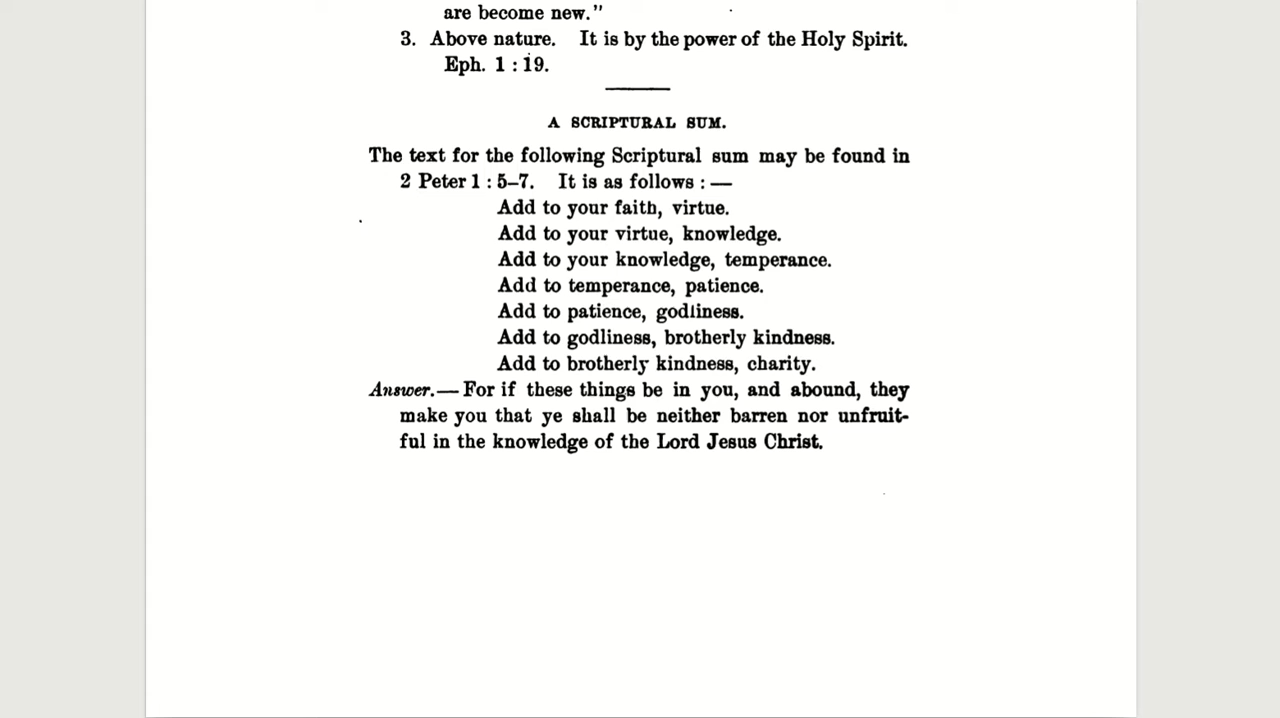 are become new."
3. Above nature. It is by the power of the Holy Spirit.
Eph. 1 : 19.
A SCRIPTURAL SUM.
The text for the following Scriptural sum may be found in
2 Peter 1 : 5–7. It is as follows : —
Add to your faith, virtue.
Add to your virtue, knowledge.
Add to your knowledge, temperance.
Add to temperance, patience.
Add to patience, godliness.
Add to godliness, brotherly kindness.
Add to brotherly kindness, charity.
Answer.— For if these things be in you, and abound, they
make you that ye shall be neither barren nor unfruit-
ful in the knowledge of the Lord Jesus Christ.